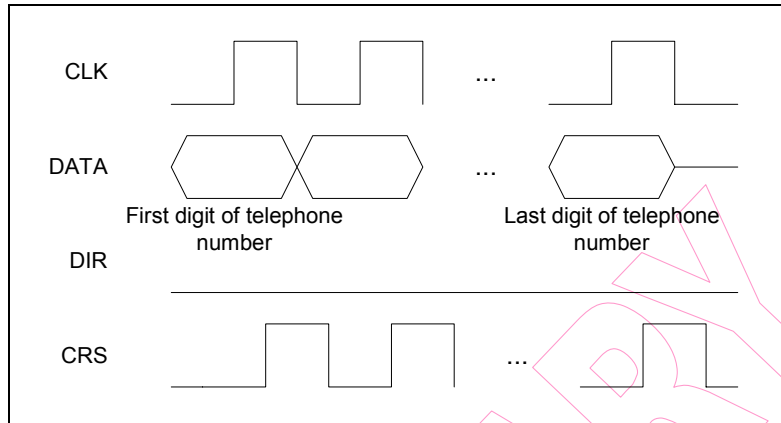 CLK
...
DATA
...
First digit of telephone
number
Last digit of telephone
number
DIR
CRS
...